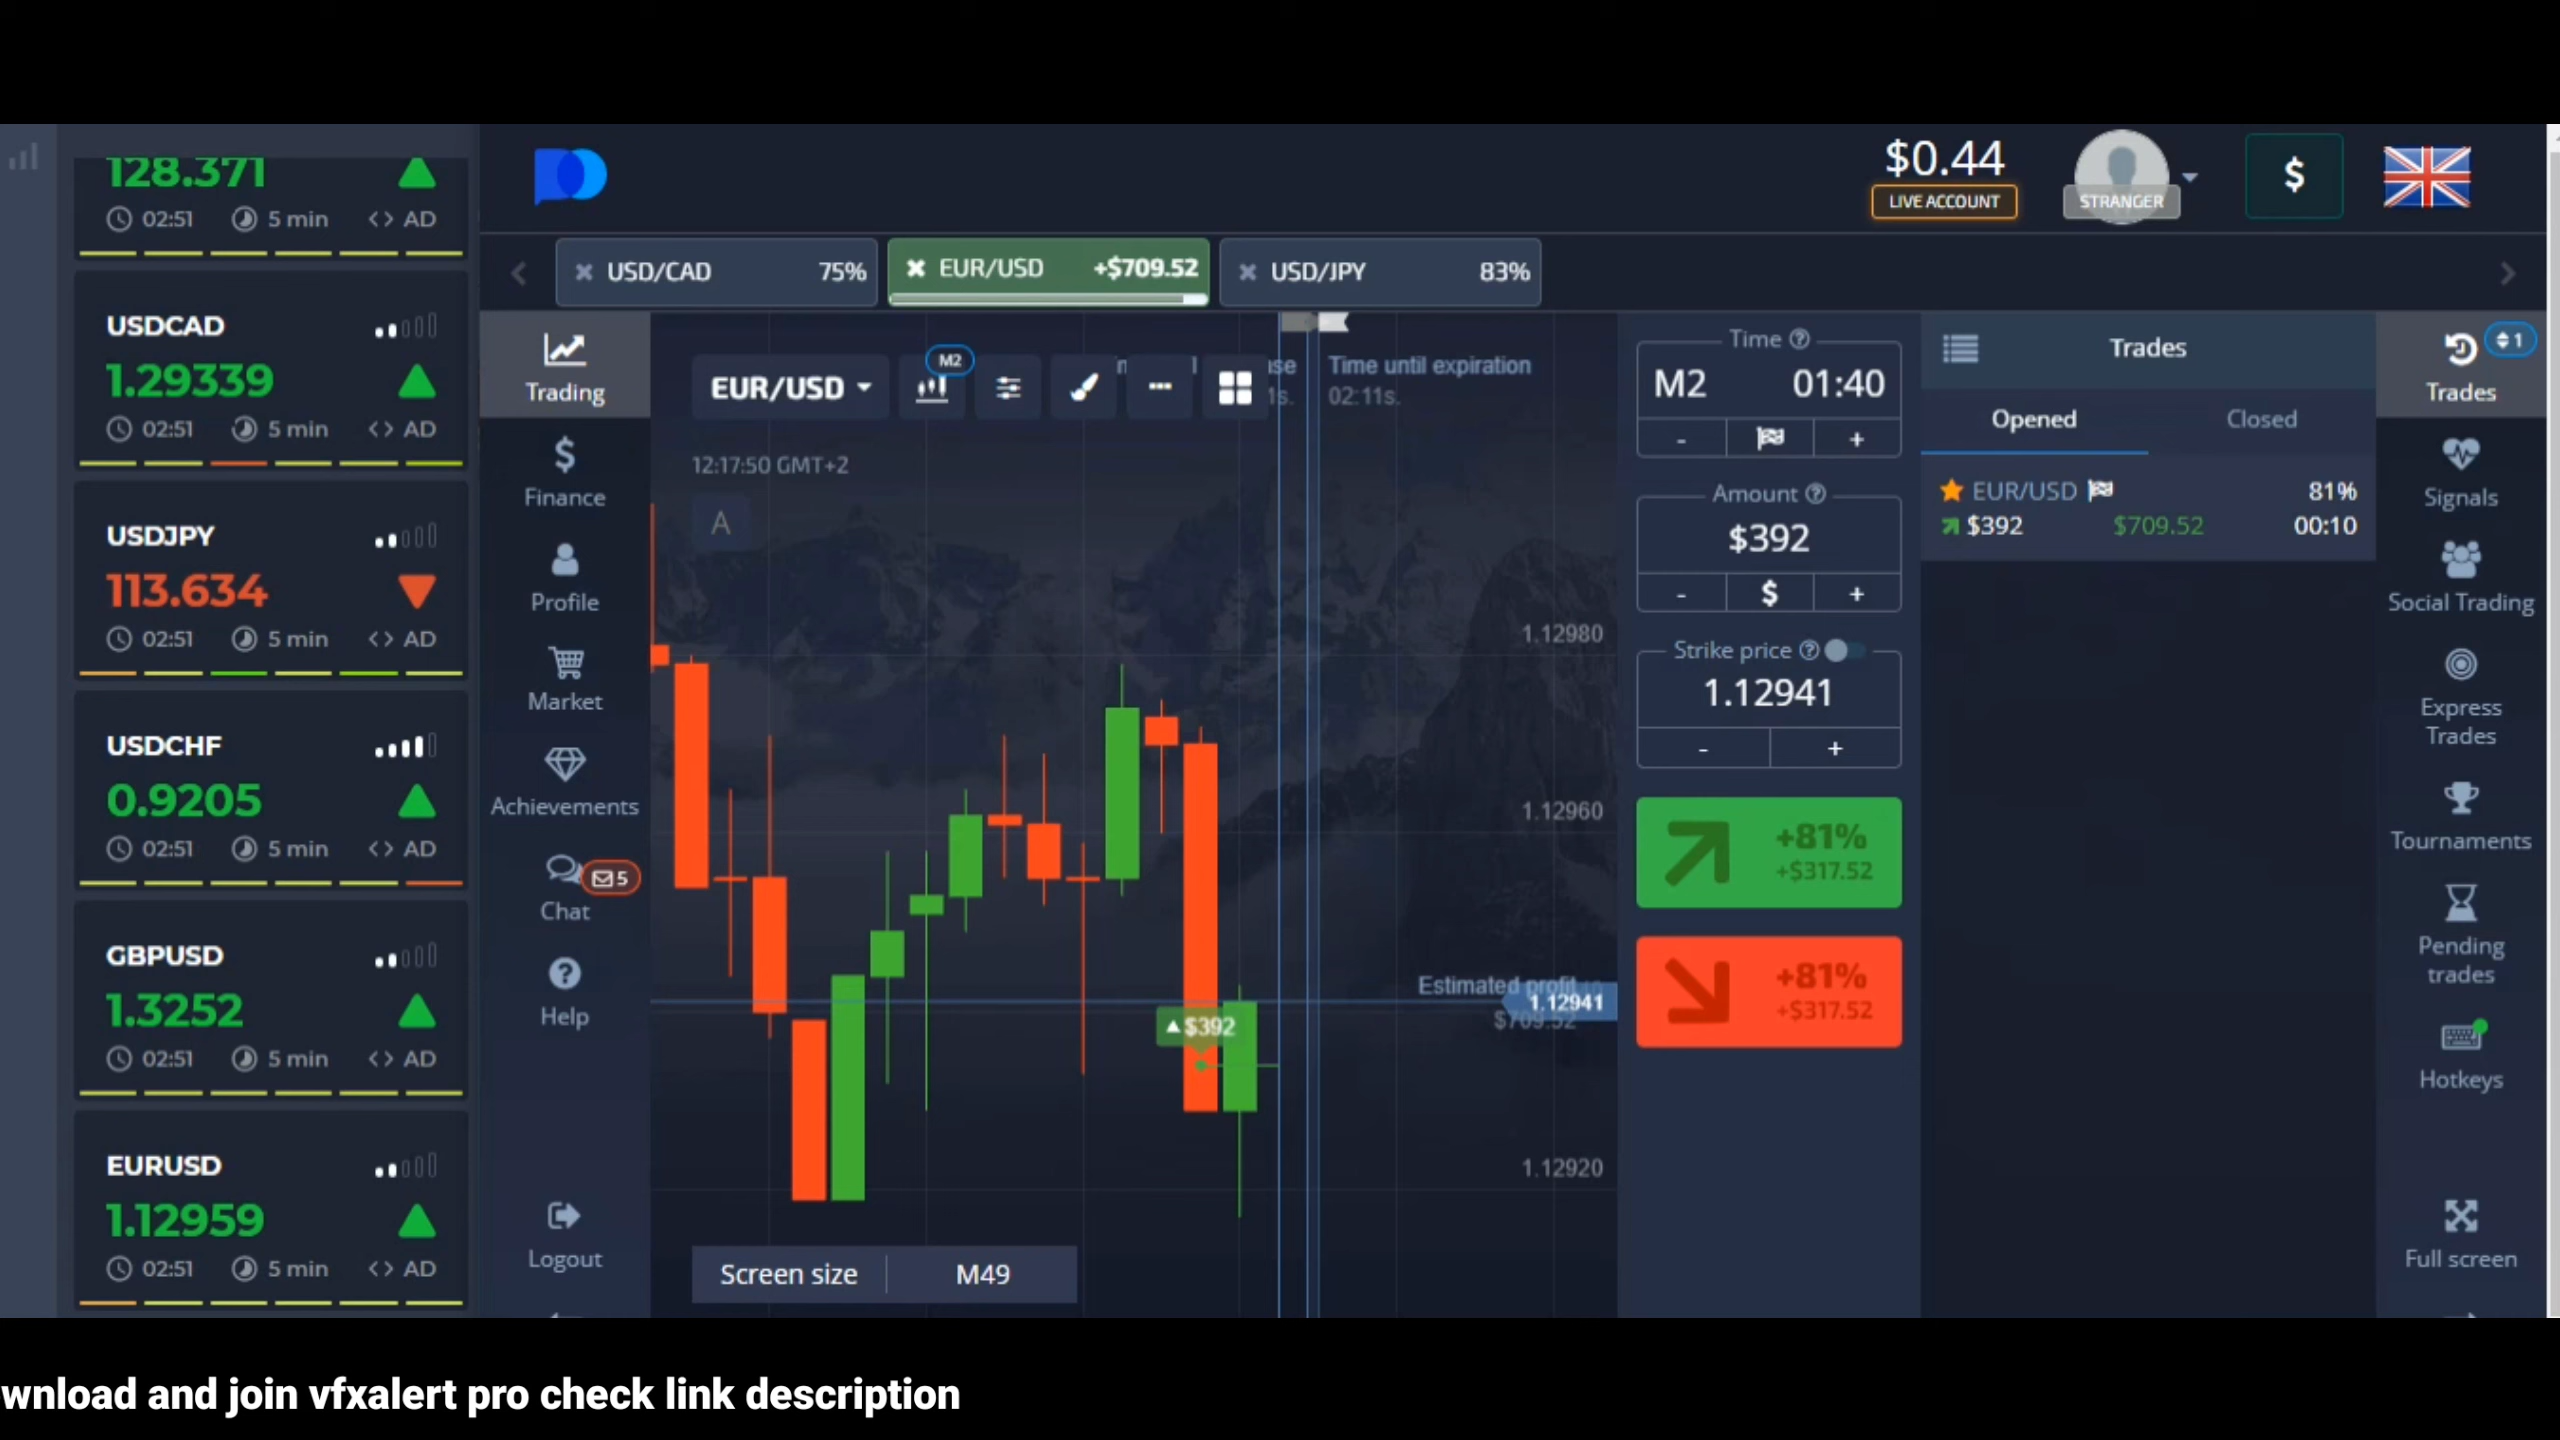 128.371
02:51 5 min <> AD
USDCAD
1.29339
02:51 5 min <> AD
USDJPY
113.634
02:51 5 min <> AD
USDCHF
0.9205
02:51 5 min <> AD
GBPUSD
1.3252
02:51 5 min <> AD
EURUSD
1.12959
02:51 5 min <> AD
$0.44
LIVE ACCOUNT
STRANGER
$
USD/CAD 75%
EUR/USD +$709.52
USD/JPY 83%
Trading
Finance
Profile
Market
Achievements
5
Chat
Help
Logout
M2
EUR/USD
Time until expiration
02:11s.
12:17:50 GMT+2
A
1.12980
1.12960
Estimated profit
1.12941
$709.52
$392
1.12920
Screen size M49
Time
M2 01:40
- +
Amount
$392
- $ +
Strike price
1.12941
- +
+81%
+$317.52
+81%
+$317.52
Trades
Opened Closed
EUR/USD 81%
$392 $709.52 00:10
1
Trades
Signals
Social Trading
Express
Trades
Tournaments
Pending
trades
Hotkeys
Full screen
wnload and join vfxalert pro check link description